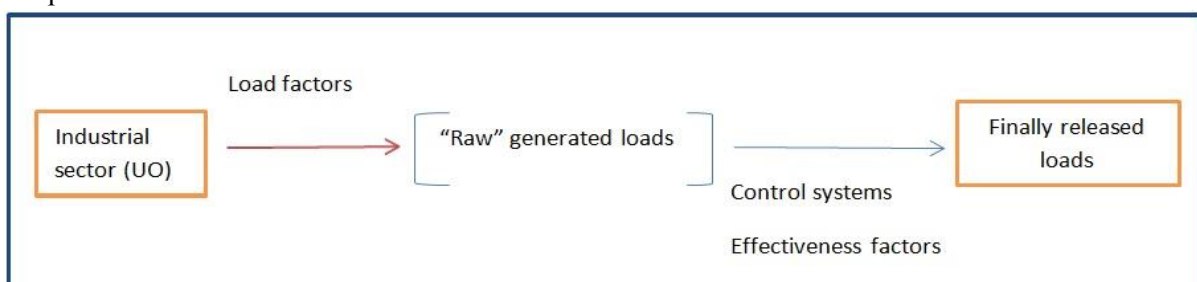 Load factors
Industrial
sector (UO)
“Raw” generated loads
Finally released
loads
Control systems
Effectiveness factors